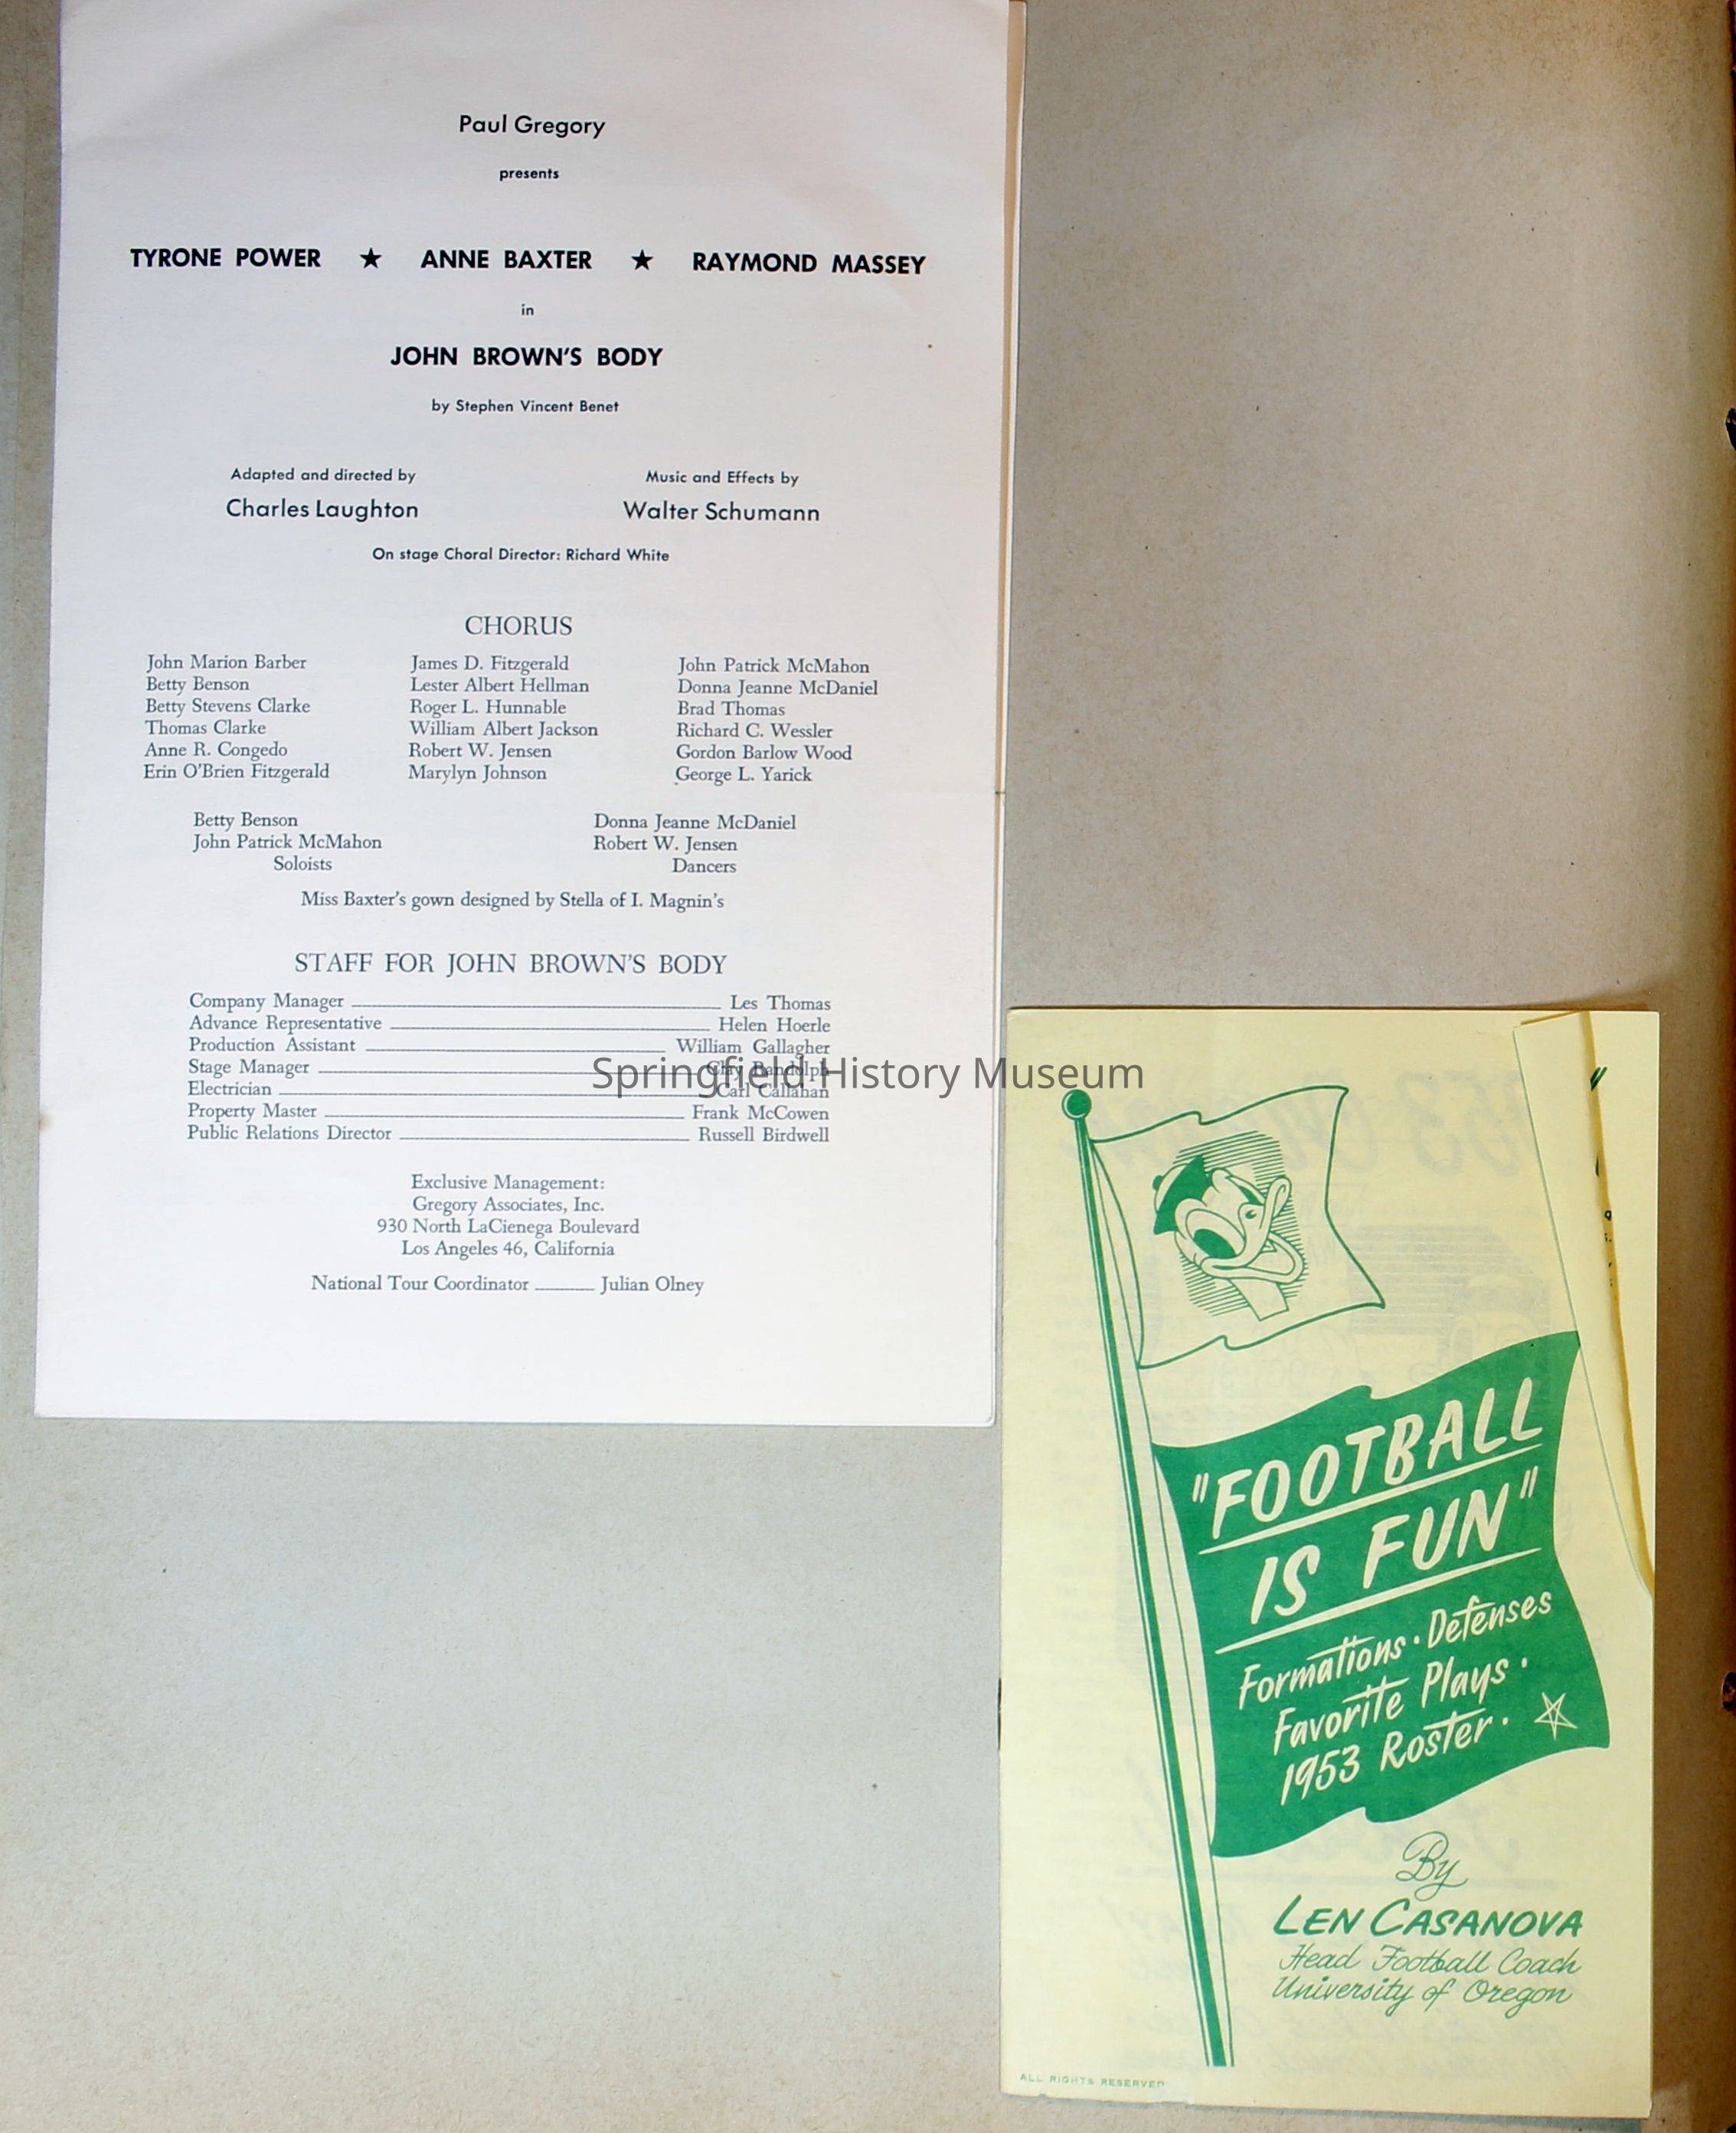 Paul Gregory
presents
TYRONE POWER ★ ANNE BAXTER ★ RAYMOND MASSEY
in
JOHN BROWN'S BODY
by Stephen Vincent Benet
Adapted and directed by Music and Effects by
Charles Laughton Walter Schumann
On stage Choral Director: Richard White
CHORUS
John Marion Barber James D. Fitzgerald John Patrick McMahon
Betty Benson Lester Albert Hellman Donna Jeanne McDaniel
Betty Stevens Clarke Roger L. Hunnable Brad Thomas
Thomas Clarke William Albert Jackson Richard C. Wessler
Anne R. Congedo Robert W. Jensen Gordon Barlow Wood
Erin O'Brien Fitzgerald Marylyn Johnson George L. Yarick
Betty Benson Donna Jeanne McDaniel
John Patrick McMahon Robert W. Jensen
Soloists Dancers
Miss Baxter's gown designed by Stella of I. Magnin's
STAFF FOR JOHN BROWN'S BODY
Company Manager Les Thomas
Advance Representative Helen Hoerle
Production Assistant William Gallagher
Stage Manager Clay Randolph
Electrician Carl Callahan
Property Master Frank McCowen
Public Relations Director Russell Birdwell
Exclusive Management:
Gregory Associates, Inc.
930 North LaCienega Boulevard
Los Angeles 46, California
National Tour Coordinator Julian Olney
Springfield History Museum
"FOOTBALL
IS FUN"
Formations · Defenses
Favorite Plays ·
1953 Roster ·
By
LEN CASANOVA
Head Football Coach
University of Oregon
ALL RIGHTS RESERVED